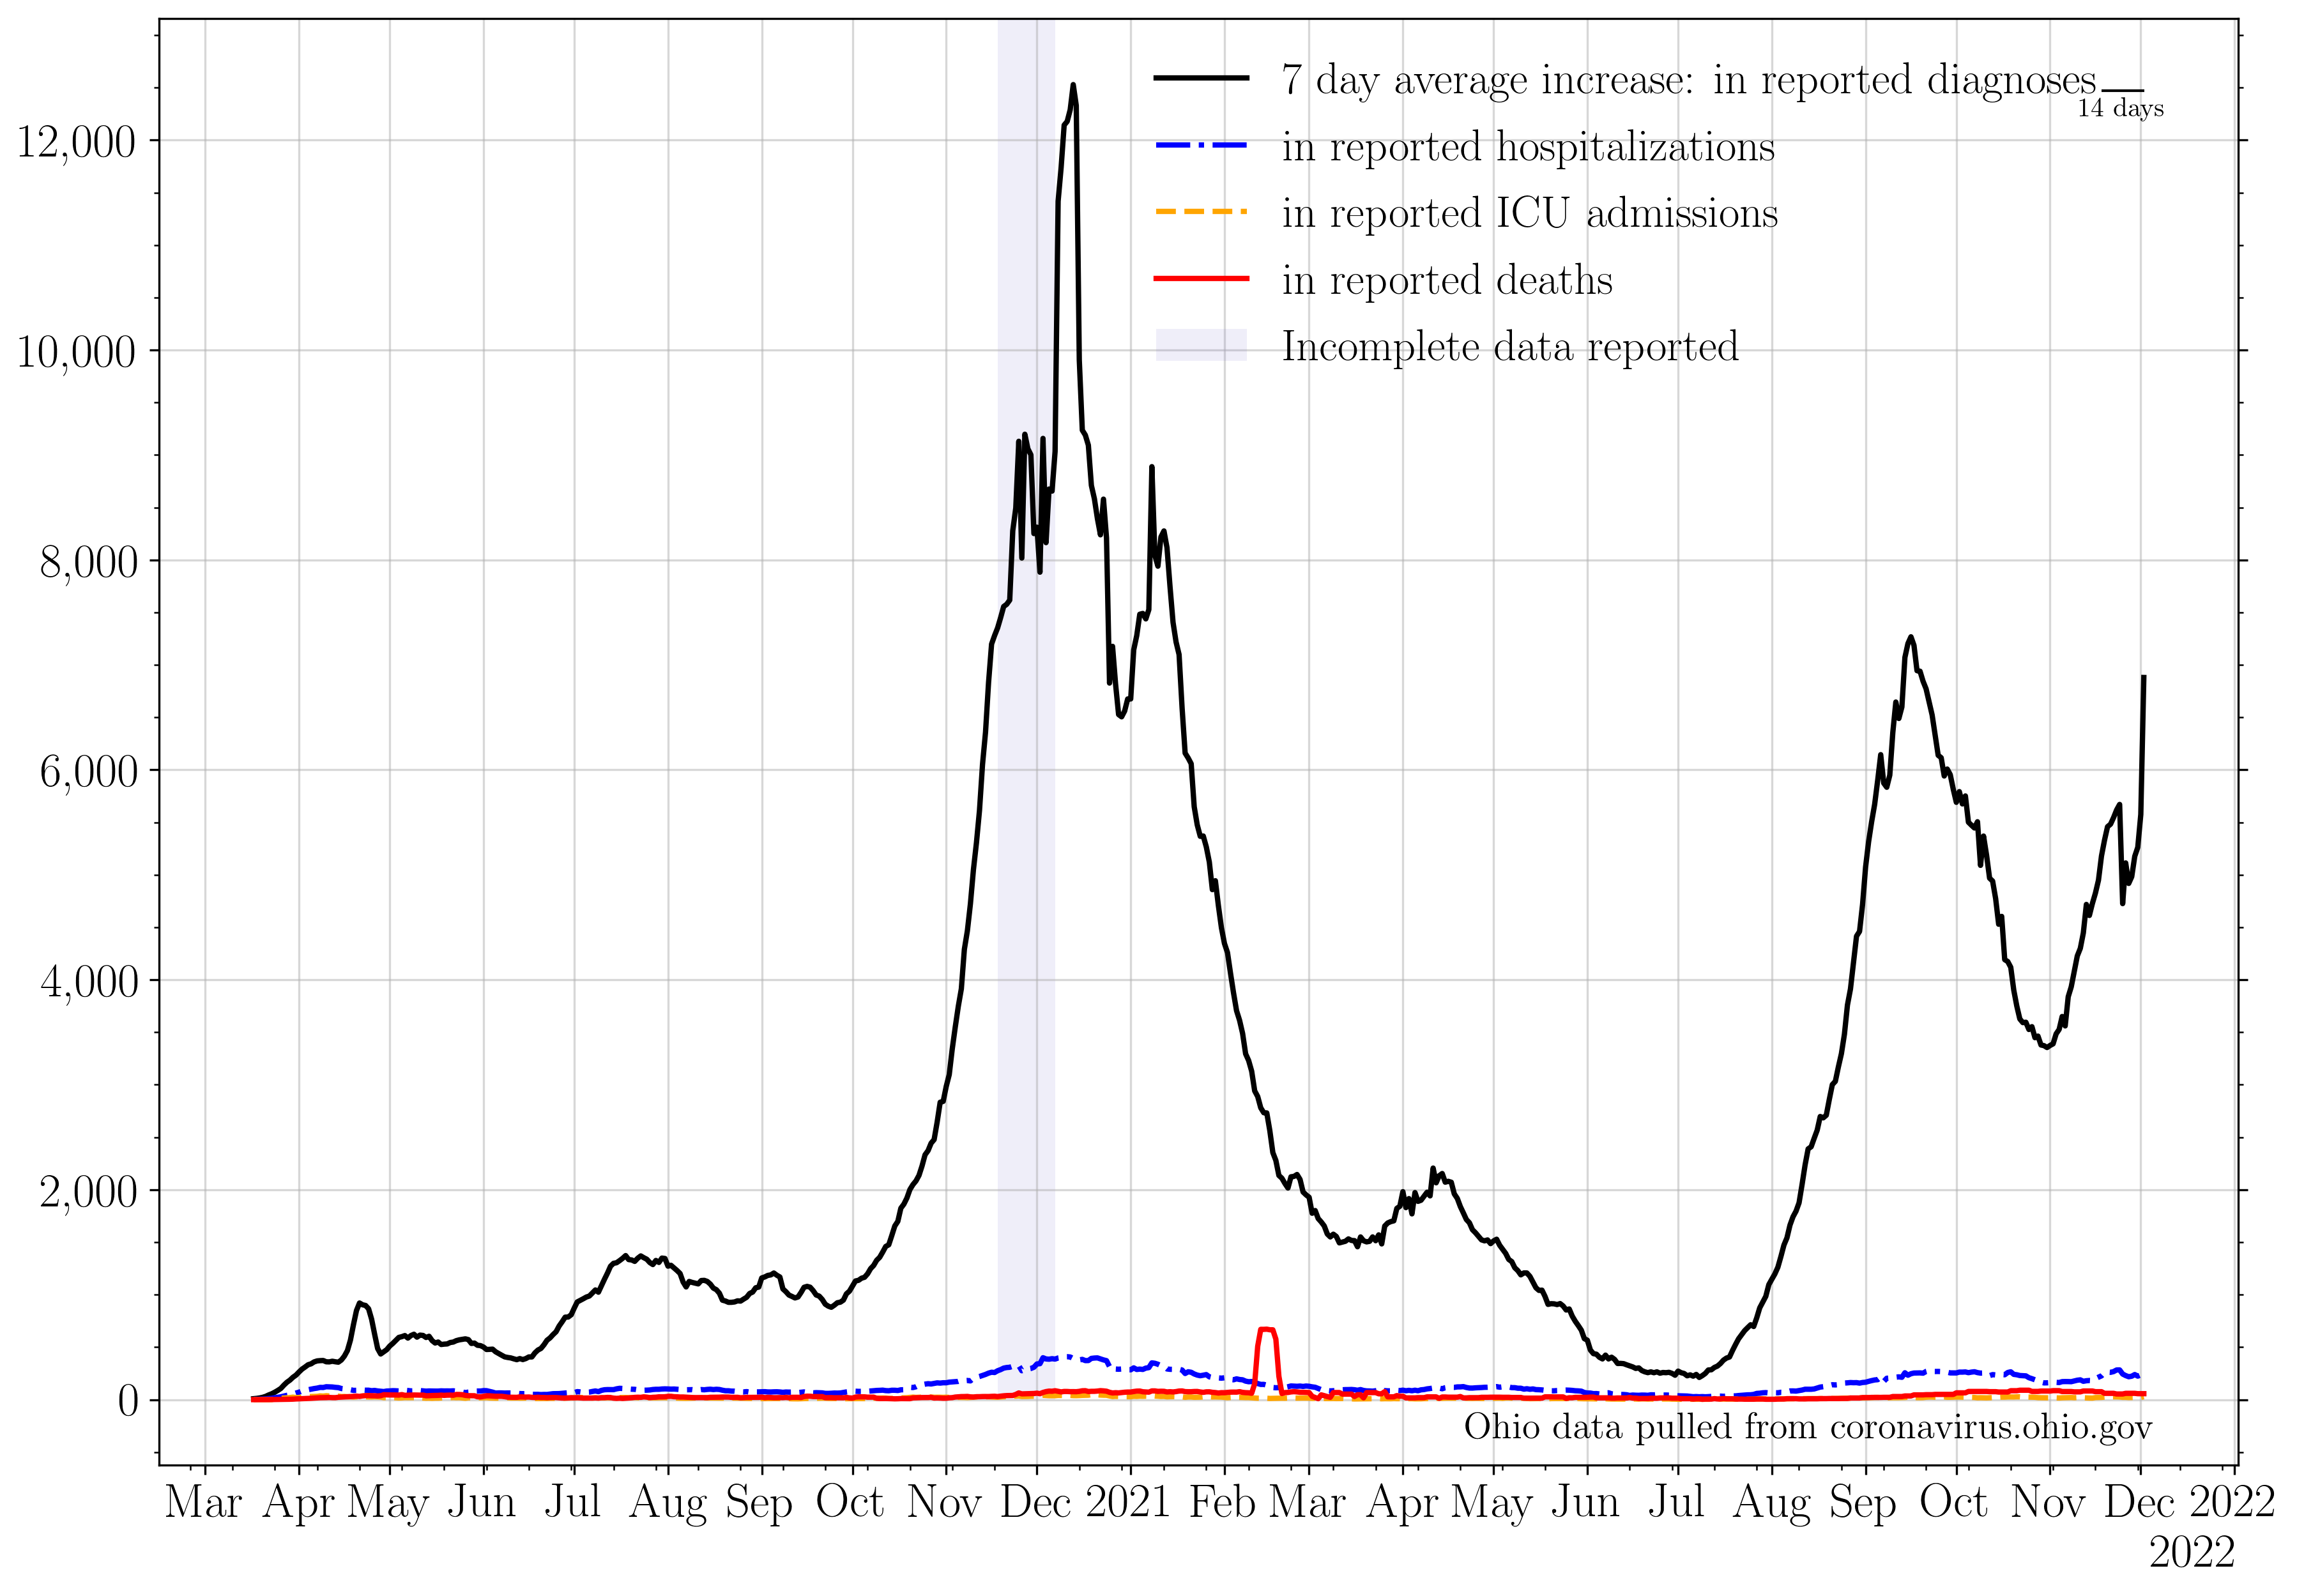 7 day average increase: in reported diagnoses
14 days
in reported hospitalizations
in reported ICU admissions
in reported deaths
Incomplete data reported
12,000
10,000
8,000
6,000
4,000
2,000
0
Ohio data pulled from coronavirus.ohio.gov
Mar Apr May Jun Jul Aug Sep Oct Nov Dec 2021 Feb Mar Apr May Jun Jul Aug Sep Oct Nov Dec 2022
2022